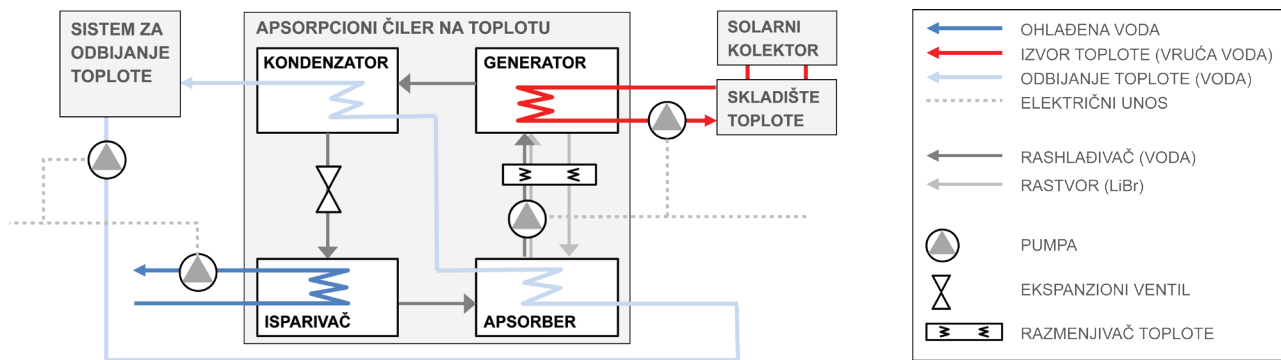 SISTEM ZA
ODBIJANJE
TOPLOTE
APSORPCIONI ČILER NA TOPLOTU
KONDENZATOR
GENERATOR
SOLARNI
KOLEKTOR
SKLADIŠTE
TOPLOTE
ISPARIVAČ
APSORBER
OHLAĐENA VODA
IZVOR TOPLOTE (VRUĆA VODA)
ODBIJANJE TOPLOTE (VODA)
ELEKTRIČNI UNOS
RASHLAĐIVAČ (VODA)
RASTVOR (LiBr)
PUMPA
EKSPANZIONI VENTIL
RAZMENJIVAČ TOPLOTE